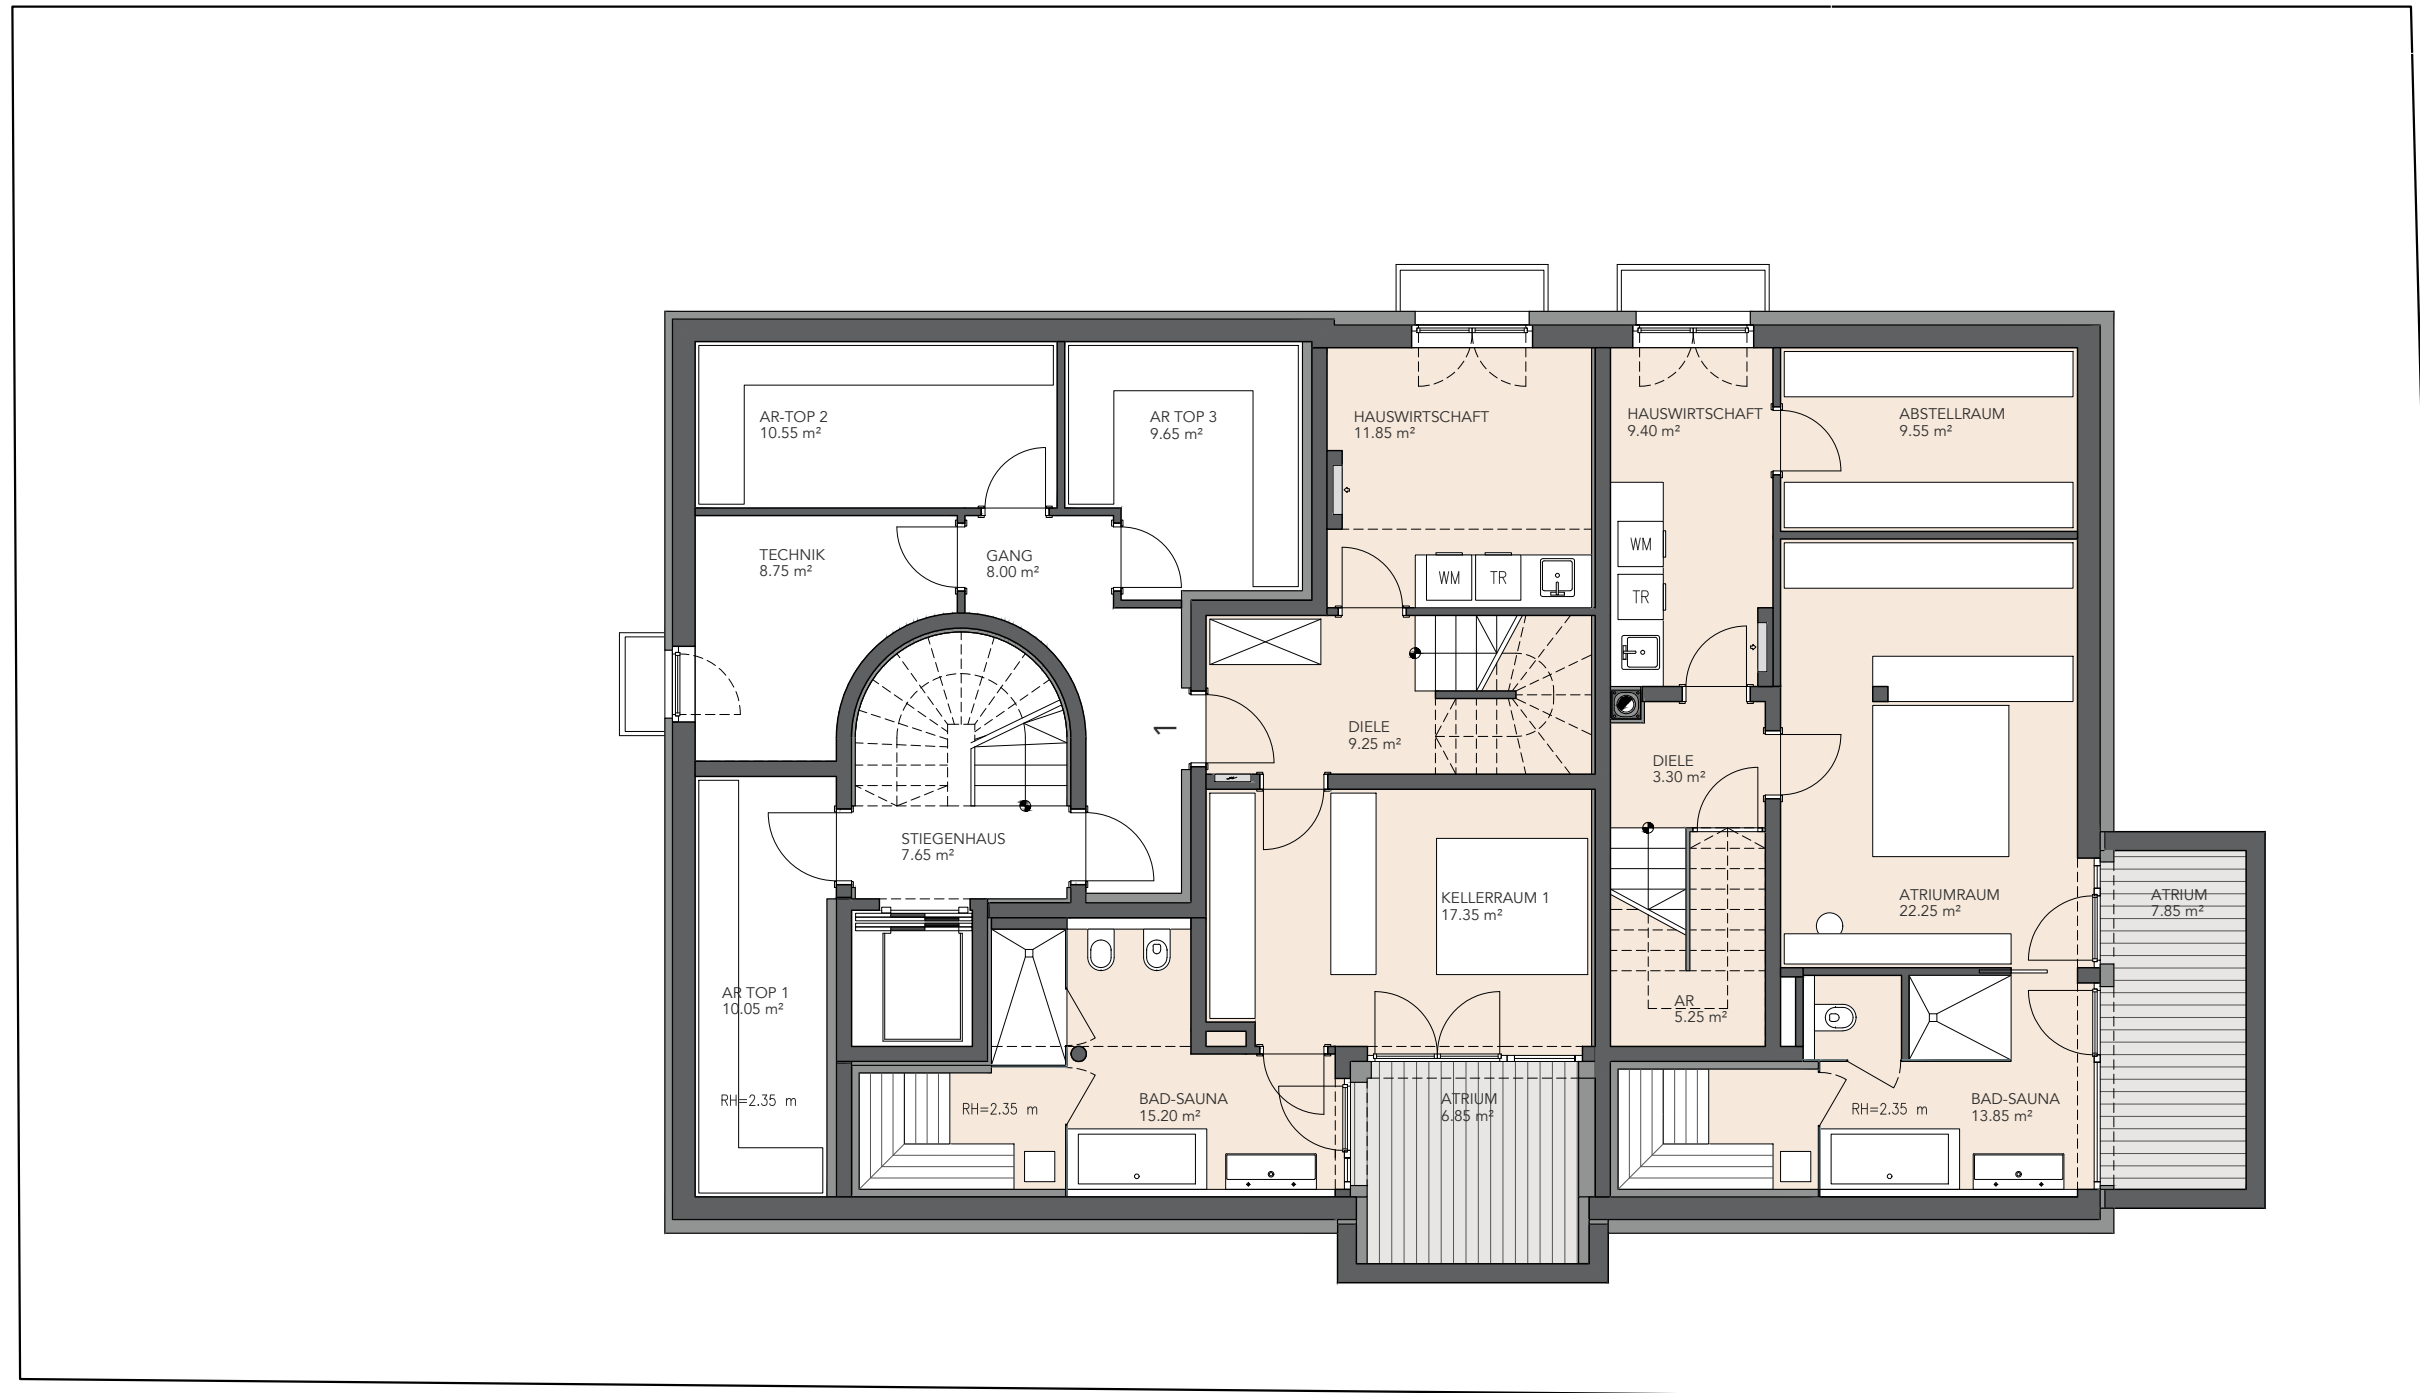 AR-TOP 2
10.55 m²
AR TOP 3
9.65 m²
HAUSWIRTSCHAFT
11.85 m²
HAUSWIRTSCHAFT
9.40 m²
ABSTELLRAUM
9.55 m²
TECHNIK
8.75 m²
GANG
8.00 m²
WM
TR
WM
TR
1
DIELE
9.25 m²
DIELE
3.30 m²
STIEGENHAUS
7.65 m²
KELLERRAUM 1
17.35 m²
ATRIUMRAUM
22.25 m²
ATRIUM
7.85 m²
AR TOP 1
10.05 m²
AR
5.25 m²
RH=2.35 m
RH=2.35 m
BAD-SAUNA
15.20 m²
ATRIUM
6.85 m²
RH=2.35 m
BAD-SAUNA
13.85 m²